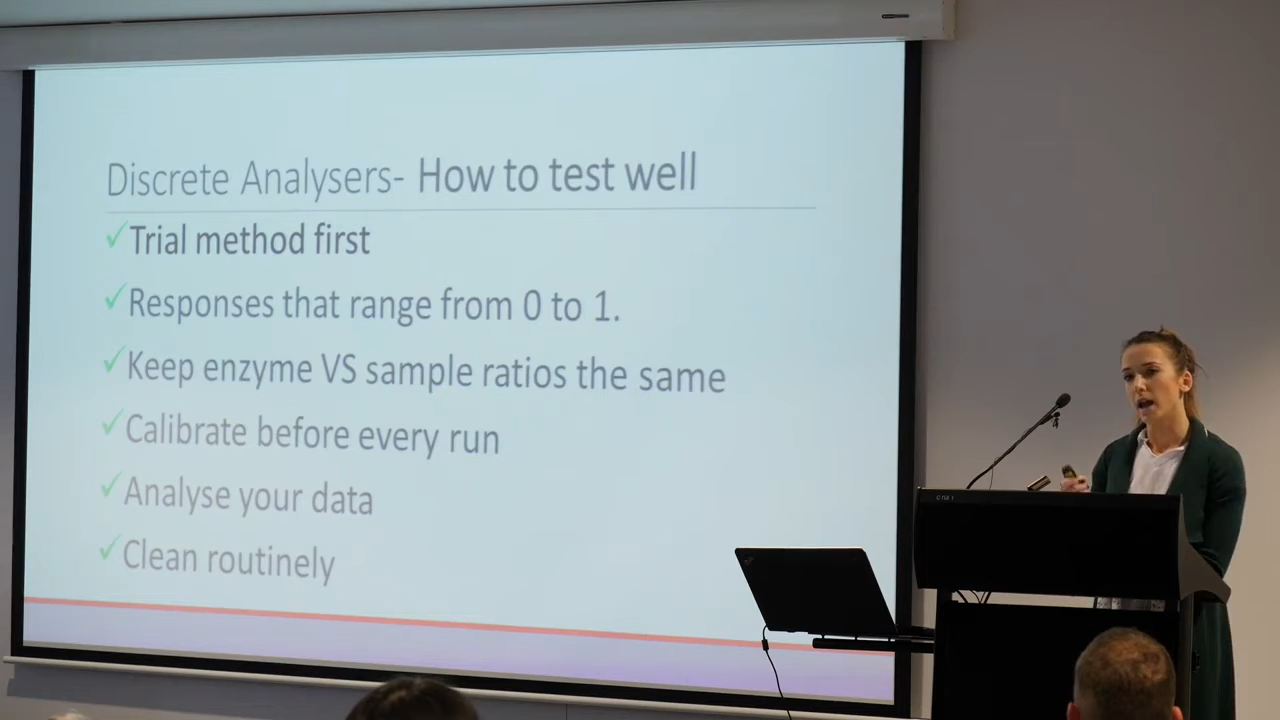 Discrete Analysers- How to test well
✓Trial method first
✓Responses that range from 0 to 1.
✓Keep enzyme VS sample ratios the same
✓Calibrate before every run
✓Analyse your data
✓Clean routinely